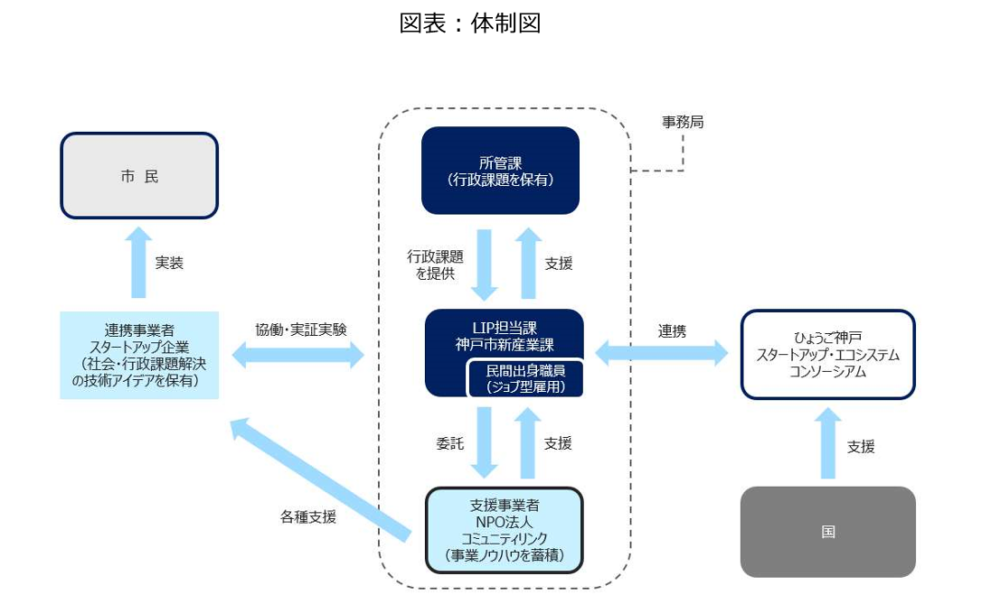 図表：体制図
事務局
所管課
（行政課題を保有）
市　民
実装
行政課題
を提供
支援
連携事業者
スタートアップ企業
（社会・行政課題解決
の技術アイデアを保有）
協働・実証実験
LIP担当課
神戸市新産業課
民間出身職員
（ジョブ型雇用）
連携
ひょうご神戸
スタートアップ・エコシステム
コンソーシアム
委託
支援
支援
各種支援
支援事業者
NPO法人
コミュニティリンク
（事業ノウハウを蓄積）
国